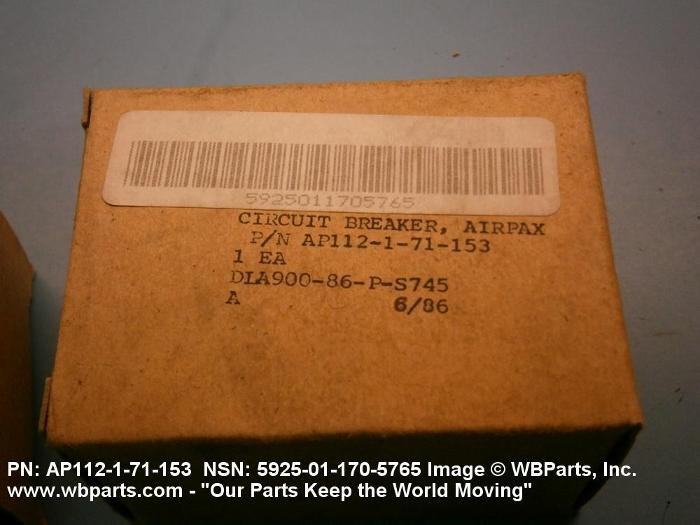 5925011705765
CIRCUIT BREAKER, AIRPAX
P/N AP112-1-71-153
1 EA
DLA900-86-P-S745
A 6/86
PN: AP112-1-71-153 NSN: 5925-01-170-5765 Image © WBParts, Inc.
www.wbparts.com - "Our Parts Keep the World Moving"